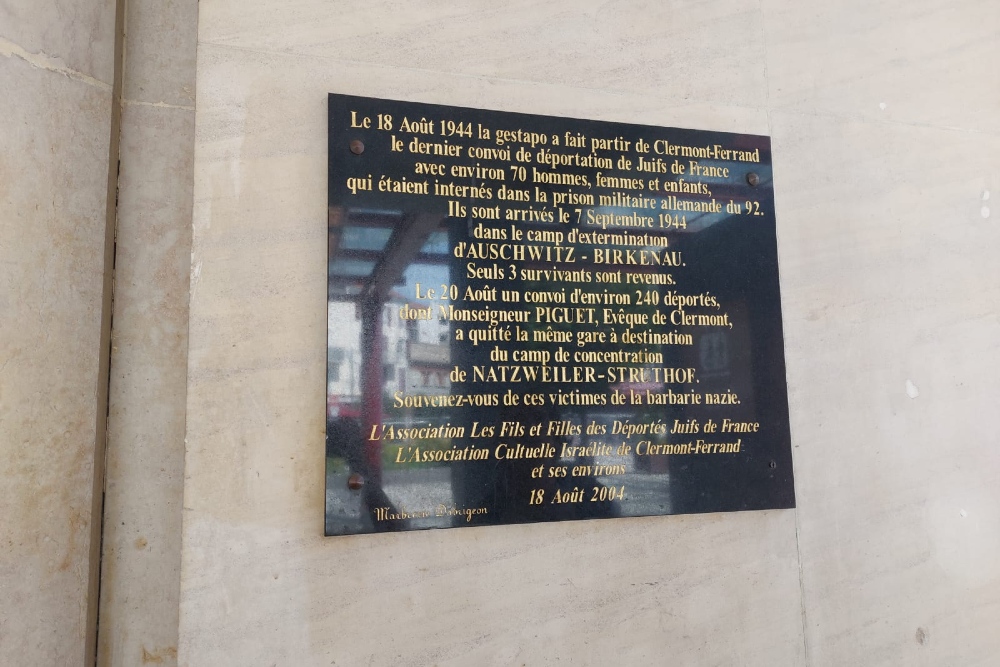 Le 18 Août 1944 la gestapo a fait partir de Clermont-Ferrand
le dernier convoi de déportation de Juifs de France
avec environ 70 hommes, femmes et enfants,
qui étaient internés dans la prison militaire allemande du 92.
Ils sont arrivés le 7 Septembre 1944
dans le camp d'extermination
d'AUSCHWITZ - BIRKENAU.
Seuls 3 survivants sont revenus.
Le 20 Août un convoi d'environ 240 déportés,
dont Monseigneur PIGUET, Evêque de Clermont,
a quitté la même gare à destination
du camp de concentration
de NATZWEILER-STRUTHOF.
Souvenez-vous de ces victimes de la barbarie nazie.
L'Association Les Fils et Filles des Déportés Juifs de France
L'Association Cultuelle Israélite de Clermont-Ferrand
et ses environs
18 Août 2004